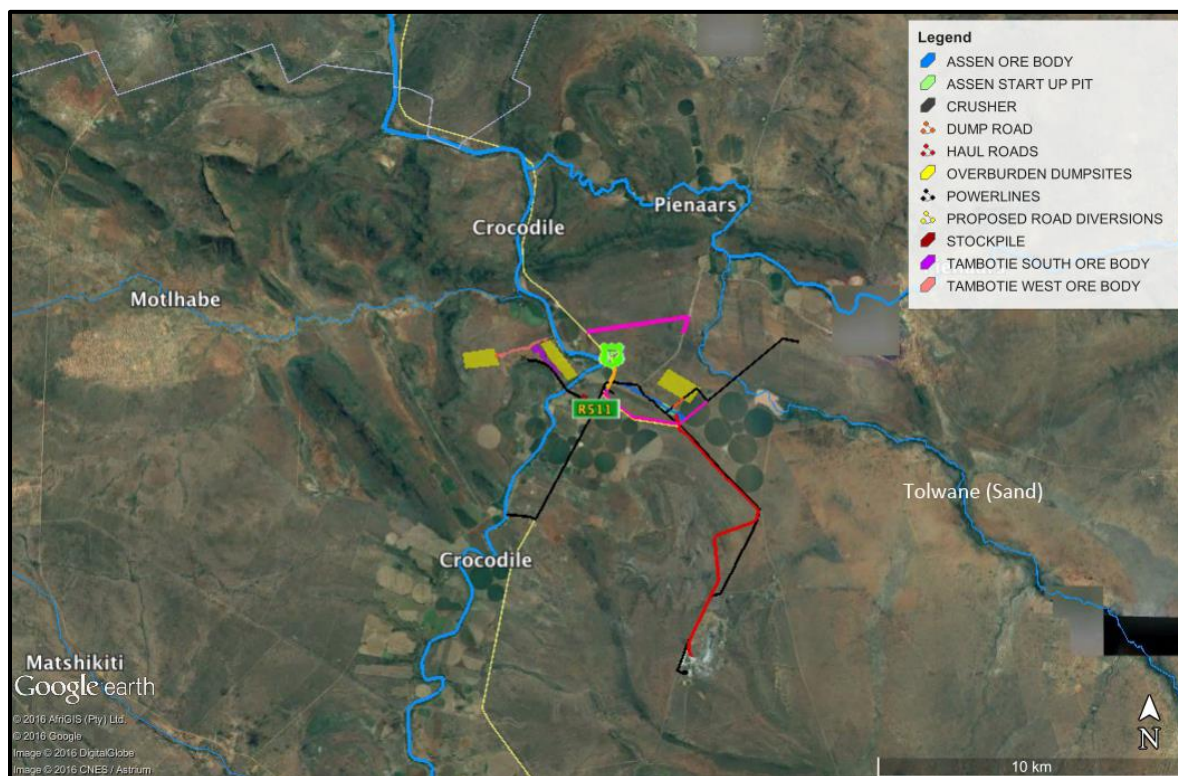 Legend
ASSEN ORE BODY
ASSEN START UP PIT
CRUSHER
DUMP ROAD
HAUL ROADS
OVERBURDEN DUMPSITES
POWERLINES
PROPOSED ROAD DIVERSIONS
STOCKPILE
TAMBOTIE SOUTH ORE BODY
TAMBOTIE WEST ORE BODY
Pienaars
Crocodile
Motlhabe
R511
Tolwane (Sand)
Crocodile
Matshikiti
Google earth
© 2016 AfriGIS (Pty) Ltd.
© 2016 Google
Image © 2016 DigitalGlobe
Image © 2016 CNES / Astrium
N
10 km